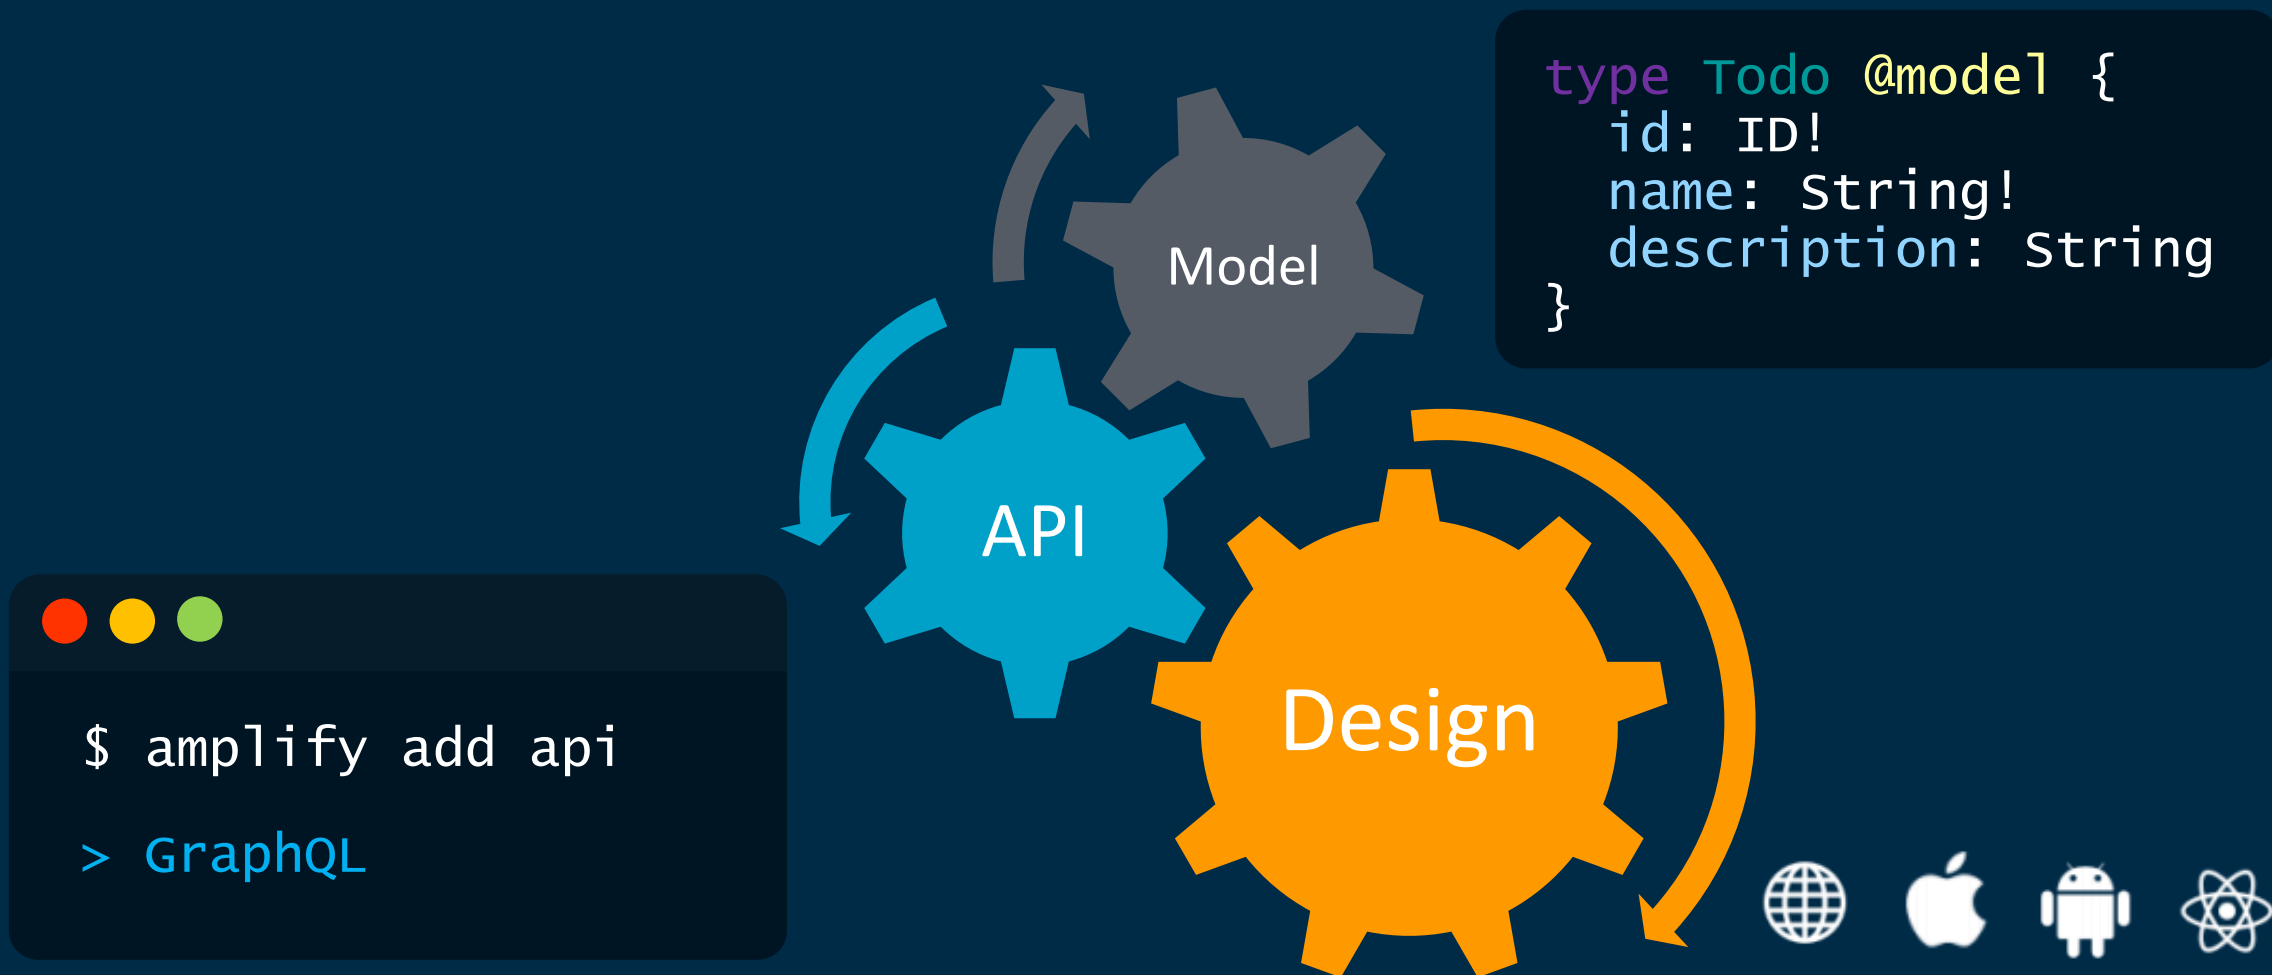 type Todo @model {
  id: ID!
  name: String!
  description: String
}
Model
API
Design
$ amplify add api
> GraphQL